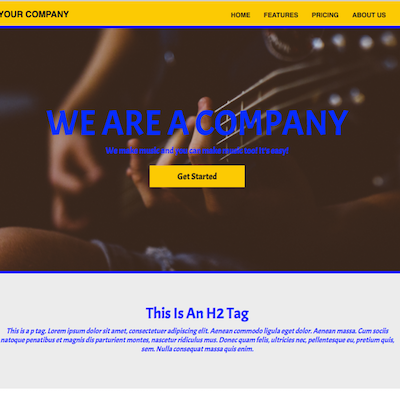 YOUR COMPANY
HOME FEATURES PRICING ABOUT US
WE ARE A COMPANY
We make music and you can make music too! It's easy!
Get Started
This Is An H2 Tag
This is a p tag. Lorem ipsum dolor sit amet, consectetuer adipiscing elit. Aenean commodo ligula eget dolor. Aenean massa. Cum sociis
natoque penatibus et magnis dis parturient montes, nascetur ridiculus mus. Donec quam felis, ultricies nec, pellentesque eu, pretium quis,
sem. Nulla consequat massa quis enim.